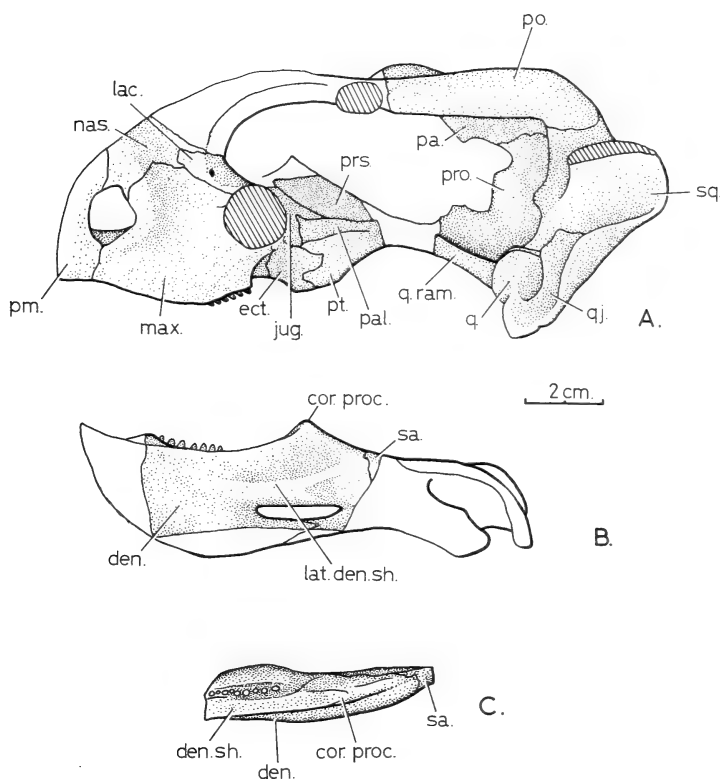 po.
lac.
nas.
pa.
prs.
pro.
sq.
pm.
max.
ect.
jug.
pt.
pal.
q. ram.
q.
qj.
A.
2 cm.
cor. proc.
sa.
den.
lat. den. sh.
B.
den. sh.
den.
cor. proc.
sa.
C.